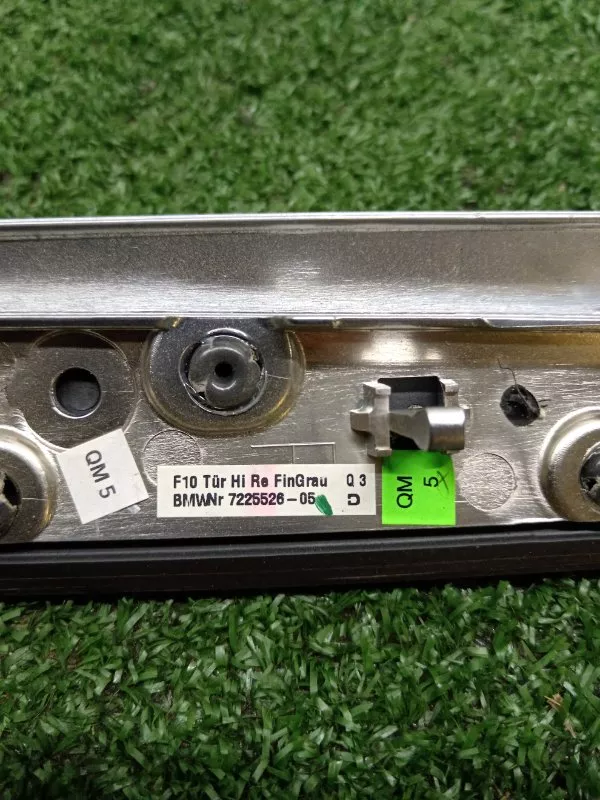 QM 5
F10 Tür Hi Re FinGrau Q 3
BMWNr 7225526-05 D
QM 5